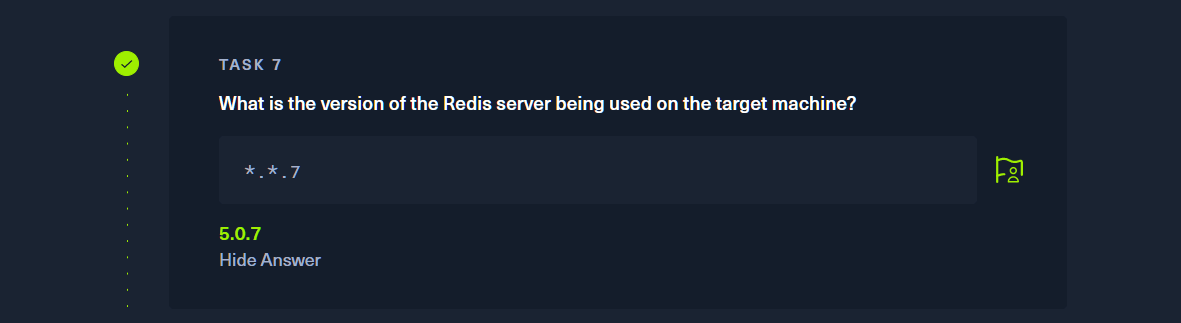 TASK 7
What is the version of the Redis server being used on the target machine?
*.*.7
5.0.7
Hide Answer